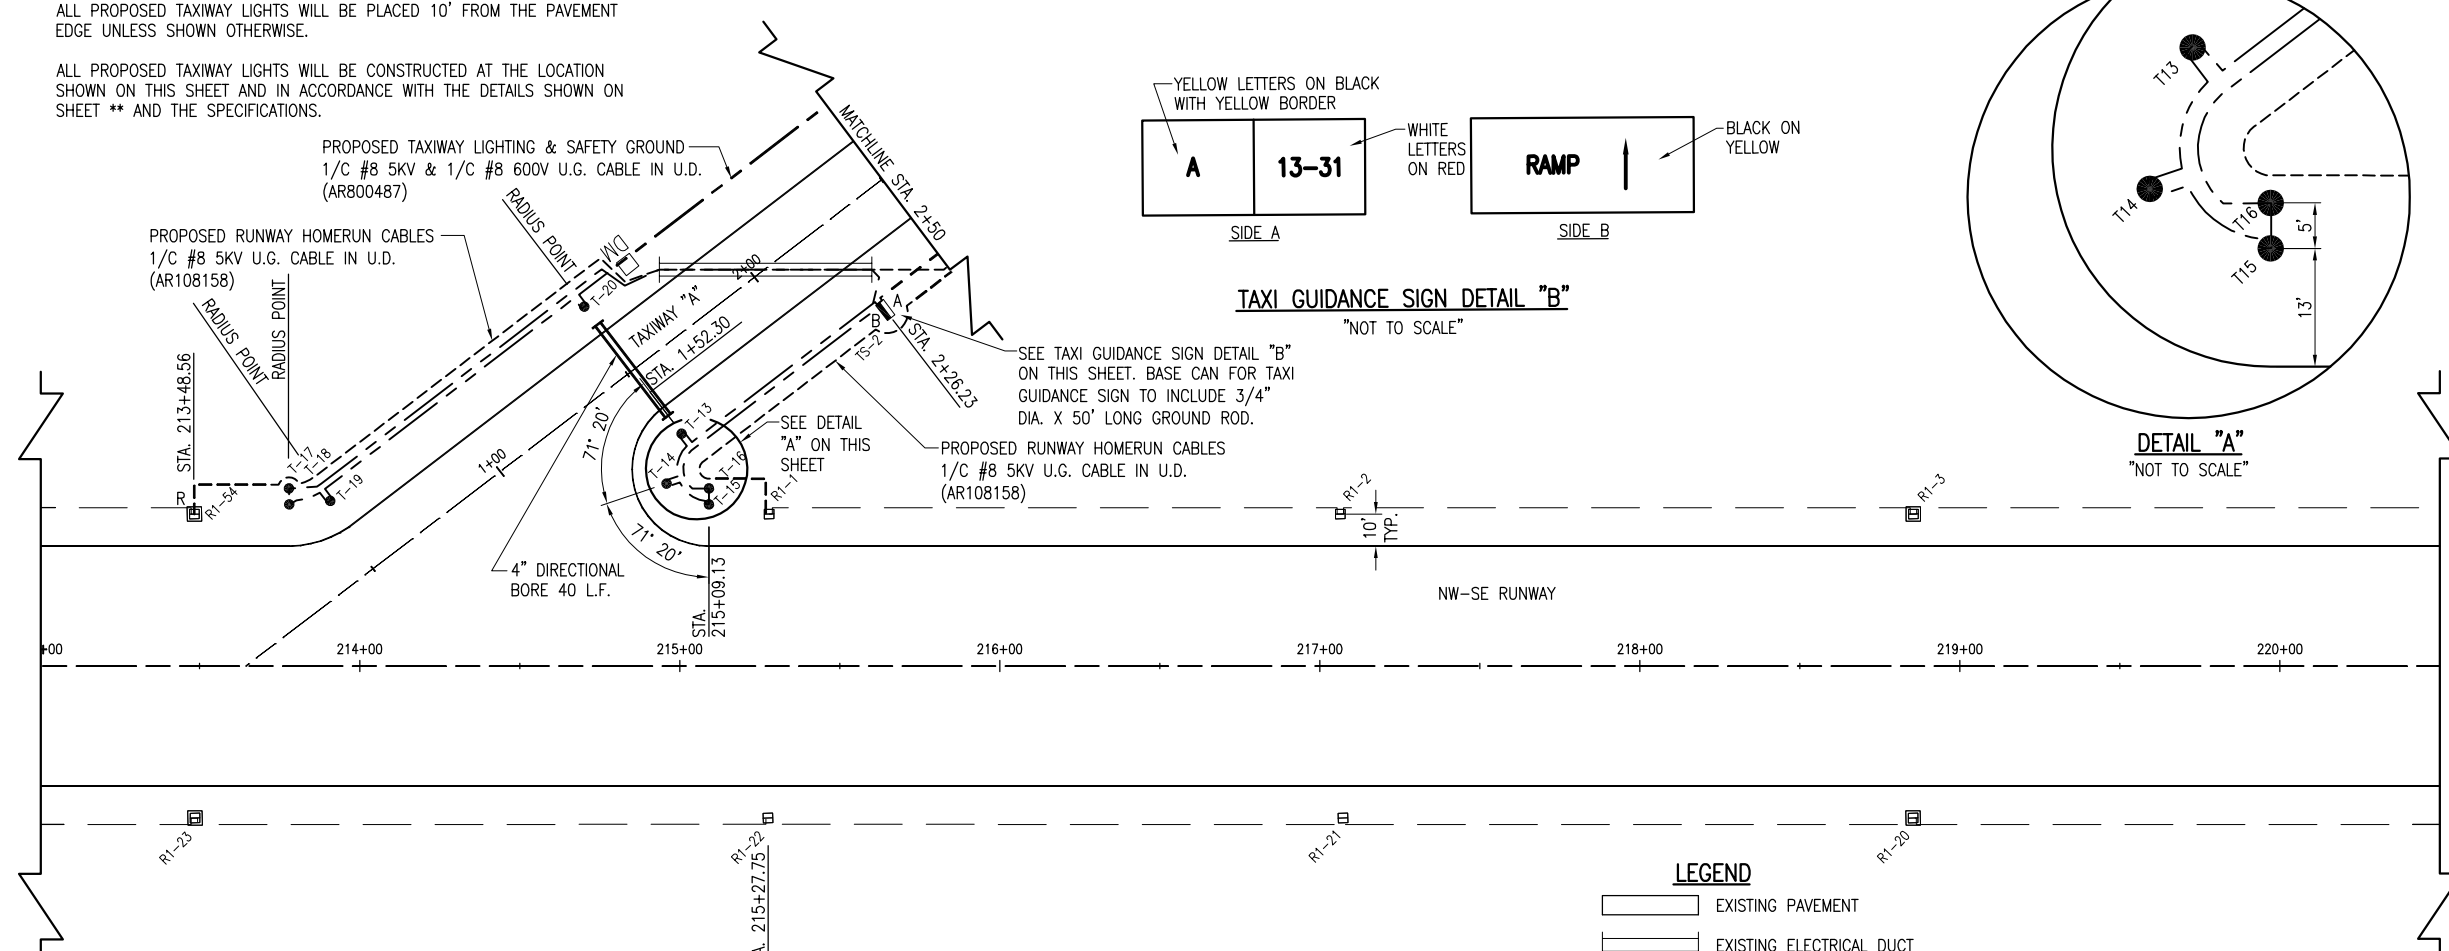 ALL PROPOSED TAXIWAY LIGHTS WILL BE PLACED 10' FROM THE PAVEMENT
EDGE UNLESS SHOWN OTHERWISE.
ALL PROPOSED TAXIWAY LIGHTS WILL BE CONSTRUCTED AT THE LOCATION
SHOWN ON THIS SHEET AND IN ACCORDANCE WITH THE DETAILS SHOWN ON
SHEET ** AND THE SPECIFICATIONS.
PROPOSED TAXIWAY LIGHTING & SAFETY GROUND
1/C #8 5KV & 1/C #8 600V U.G. CABLE IN U.D.
(AR800487)
PROPOSED RUNWAY HOMERUN CABLES
1/C #8 5KV U.G. CABLE IN U.D.
(AR108158)
RADIUS POINT
RADIUS POINT
RADIUS POINT
STA. 213+48.56
MATCHLINE STA. 2+50
DM
T-20
2+00
TAXIWAY "A"
STA. 1+52.30
A
B
TS-2
STA. 2+26.23
YELLOW LETTERS ON BLACK
WITH YELLOW BORDER
A
13-31
WHITE
LETTERS
ON RED
SIDE A
RAMP
BLACK ON
YELLOW
SIDE B
TAXI GUIDANCE SIGN DETAIL "B"
"NOT TO SCALE"
SEE TAXI GUIDANCE SIGN DETAIL "B"
ON THIS SHEET. BASE CAN FOR TAXI
GUIDANCE SIGN TO INCLUDE 3/4"
DIA. X 50' LONG GROUND ROD.
PROPOSED RUNWAY HOMERUN CABLES
1/C #8 5KV U.G. CABLE IN U.D.
(AR108158)
T13
T14
T16
T15
5'
13'
DETAIL "A"
"NOT TO SCALE"
SEE DETAIL
"A" ON THIS
SHEET
T-13
T-14
T-16
T-15
71° 20'
71° 20'
1+00
T-17
T-18
T-19
R
R1-54
R1-1
R1-2
R1-3
10'
TYP.
4" DIRECTIONAL
BORE 40 L.F.
STA.
215+09.13
NW-SE RUNWAY
+00
214+00
215+00
216+00
217+00
218+00
219+00
220+00
R1-23
R1-22
R1-21
R1-20
A. 215+27.75
LEGEND
EXISTING PAVEMENT
EXISTING ELECTRICAL DUCT